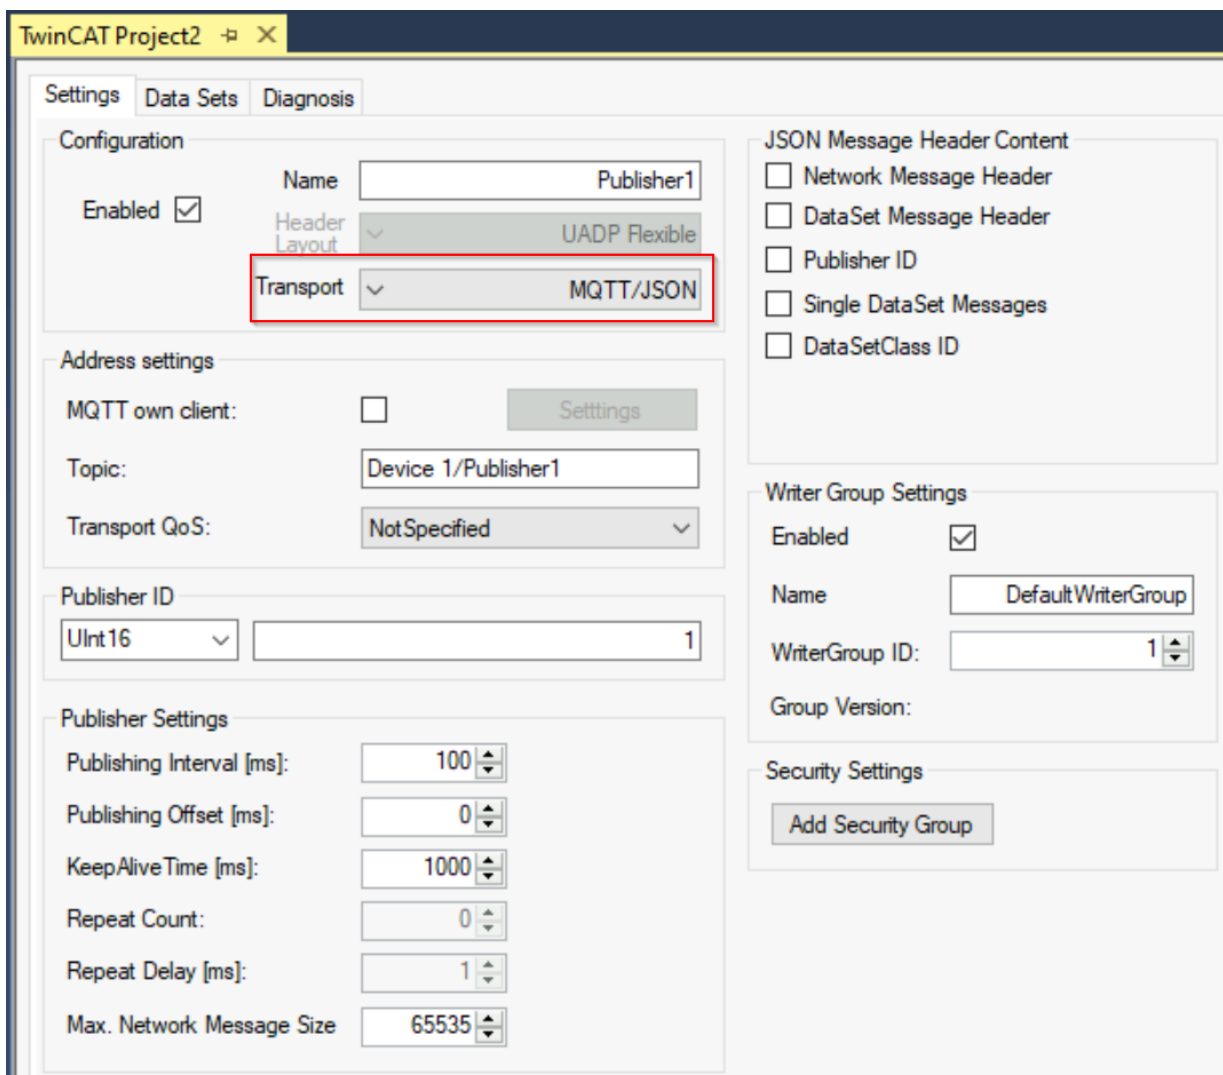 TwinCAT Project2
Settings
Data Sets
Diagnosis
Configuration
Enabled
Name
Publisher1
Header
Layout
UADP Flexible
Transport
MQTT/JSON
Address settings
MQTT own client:
Setttings
Topic:
Device 1/Publisher1
Transport QoS:
NotSpecified
Publisher ID
UInt16
1
Publisher Settings
Publishing Interval [ms]:
100
Publishing Offset [ms]:
0
KeepAliveTime [ms]:
1000
Repeat Count:
0
Repeat Delay [ms]:
1
Max. Network Message Size
65535
JSON Message Header Content
Network Message Header
DataSet Message Header
Publisher ID
Single DataSet Messages
DataSetClass ID
Writer Group Settings
Enabled
Name
DefaultWriterGroup
WriterGroup ID:
1
Group Version:
Security Settings
Add Security Group